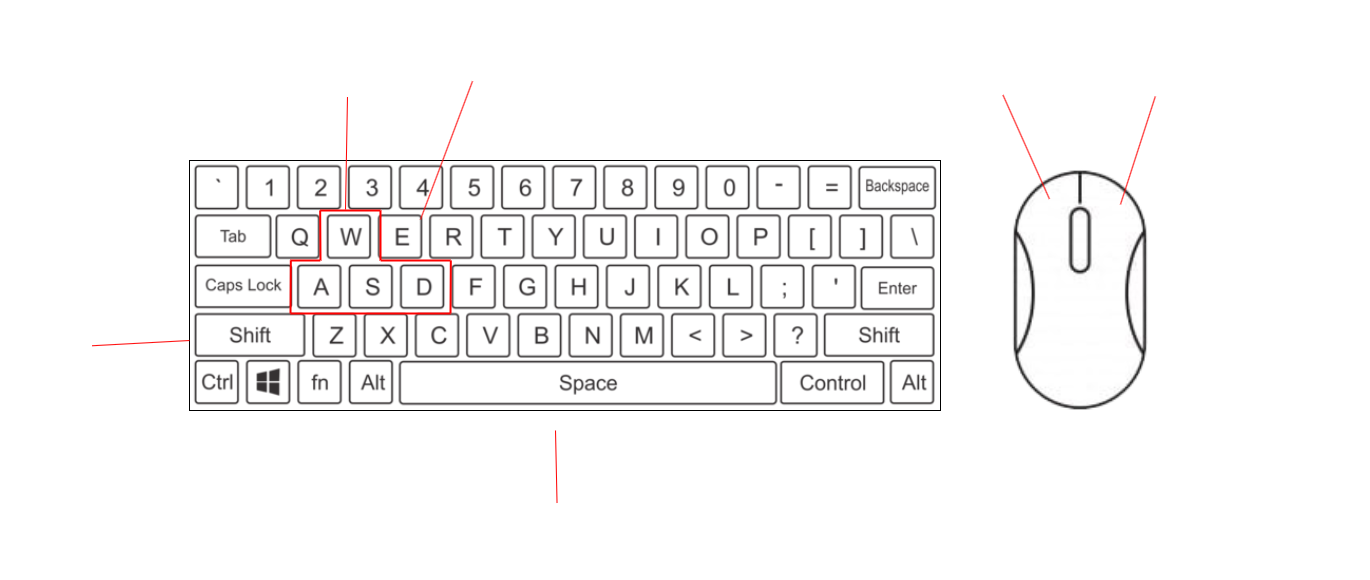 ` 1 2 3 4 5 6 7 8 9 0 - = Backspace
Tab Q W E R T Y U I O P [ ] \
Caps Lock A S D F G H J K L ; ' Enter
Shift Z X C V B N M < > ? Shift
Ctrl fn Alt Space Control Alt